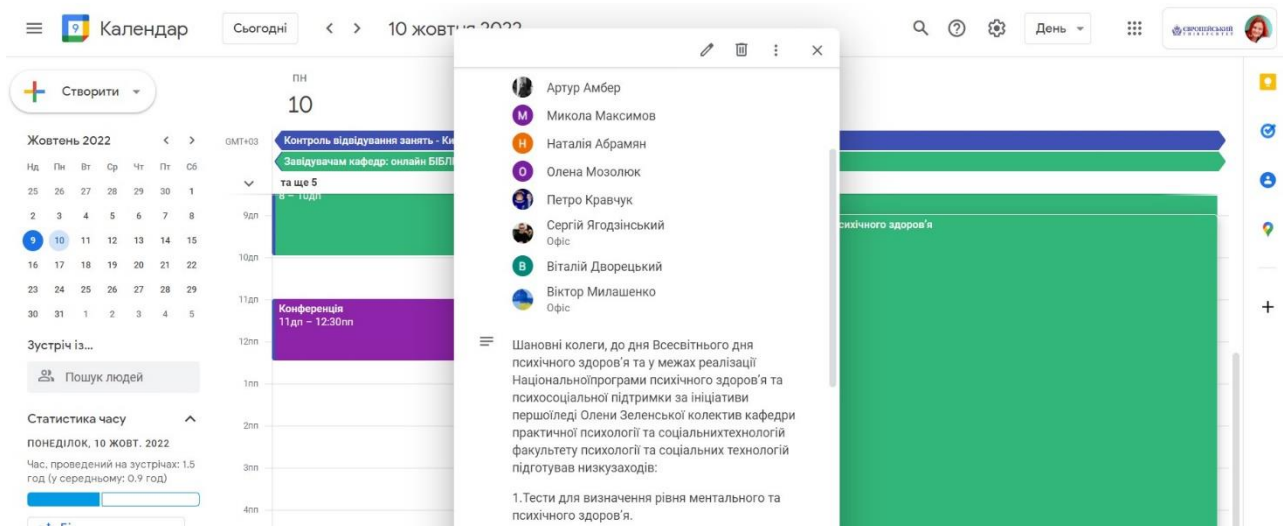 Календар
Сьогодні
10 жовтня 2022
День
ЄВРОПЕЙСЬКИЙ
УНІВЕРСИТЕТ
Створити
Жовтень 2022
Нд Пн Вт Ср Чт Пт Сб
25 26 27 28 29 30 1
2 3 4 5 6 7 8
9 10 11 12 13 14 15
16 17 18 19 20 21 22
23 24 25 26 27 28 29
30 31 1 2 3 4 5
Зустріч із...
Пошук людей
Статистика часу
ПОНЕДІЛОК, 10 ЖОВТ. 2022
Час, проведений на зустрічах: 1.5
год (у середньому: 0.9 год)
ПН
10
GMT+03
Контроль відвідування занять - Ки
Завідувачам кафедр: онлайн БІБЛІ
та ще 5
8 – 10дп
9дп
10дп
11дп
12пп
1пп
2пп
3пп
4пп
Конференція
11дп – 12:30пп
сихічного здоров'я
Артур Амбер
М
Микола Максимов
Н
Наталія Абрамян
О
Олена Мозолюк
Петро Кравчук
Сергій Ягодзінський
Офіс
В
Віталій Дворецький
Віктор Милашенко
Офіс
Шановні колеги, до дня Всесвітнього дня
психічного здоров'я та у межах реалізації
Національноїпрограми психічного здоров'я та
психосоціальної підтримки за ініціативи
першоїледі Олени Зеленської колектив кафедри
практичної психології та соціальнихтехнологій
факультету психології та соціальних технологій
підготував низкузаходів:
1.Тести для визначення рівня ментального та
психічного здоров'я.